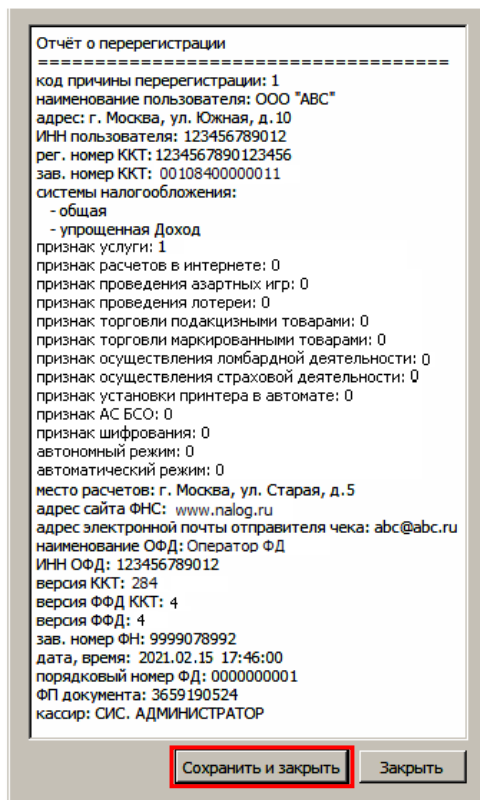 Отчёт о перерегистрации
====================================
код причины перерегистрации: 1
наименование пользователя: ООО "АВС"
адрес: г. Москва, ул. Южная, д.10
ИНН пользователя: 123456789012
рег. номер ККТ: 1234567890123456
зав. номер ККТ: 00108400000011
системы налогообложения:
- общая
- упрощенная Доход
признак услуги: 1
признак расчетов в интернете: 0
признак проведения азартных игр: 0
признак проведения лотереи: 0
признак торговли подакцизными товарами: 0
признак торговли маркированными товарами: 0
признак осуществления ломбардной деятельности: 0
признак осуществления страховой деятельности: 0
признак установки принтера в автомате: 0
признак АС БСО: 0
признак шифрования: 0
автономный режим: 0
автоматический режим: 0
место расчетов: г. Москва, ул. Старая, д.5
адрес сайта ФНС: www.nalog.ru
адрес электронной почты отправителя чека: abc@abc.ru
наименование ОФД: Оператор ФД
ИНН ОФД: 123456789012
версия ККТ: 284
версия ФФД ККТ: 4
версия ФФД: 4
зав. номер ФН: 9999078992
дата, время: 2021.02.15 17:46:00
порядковый номер ФД: 0000000001
ФП документа: 3659190524
кассир: СИС. АДМИНИСТРАТОР
Сохранить и закрыть Закрыть